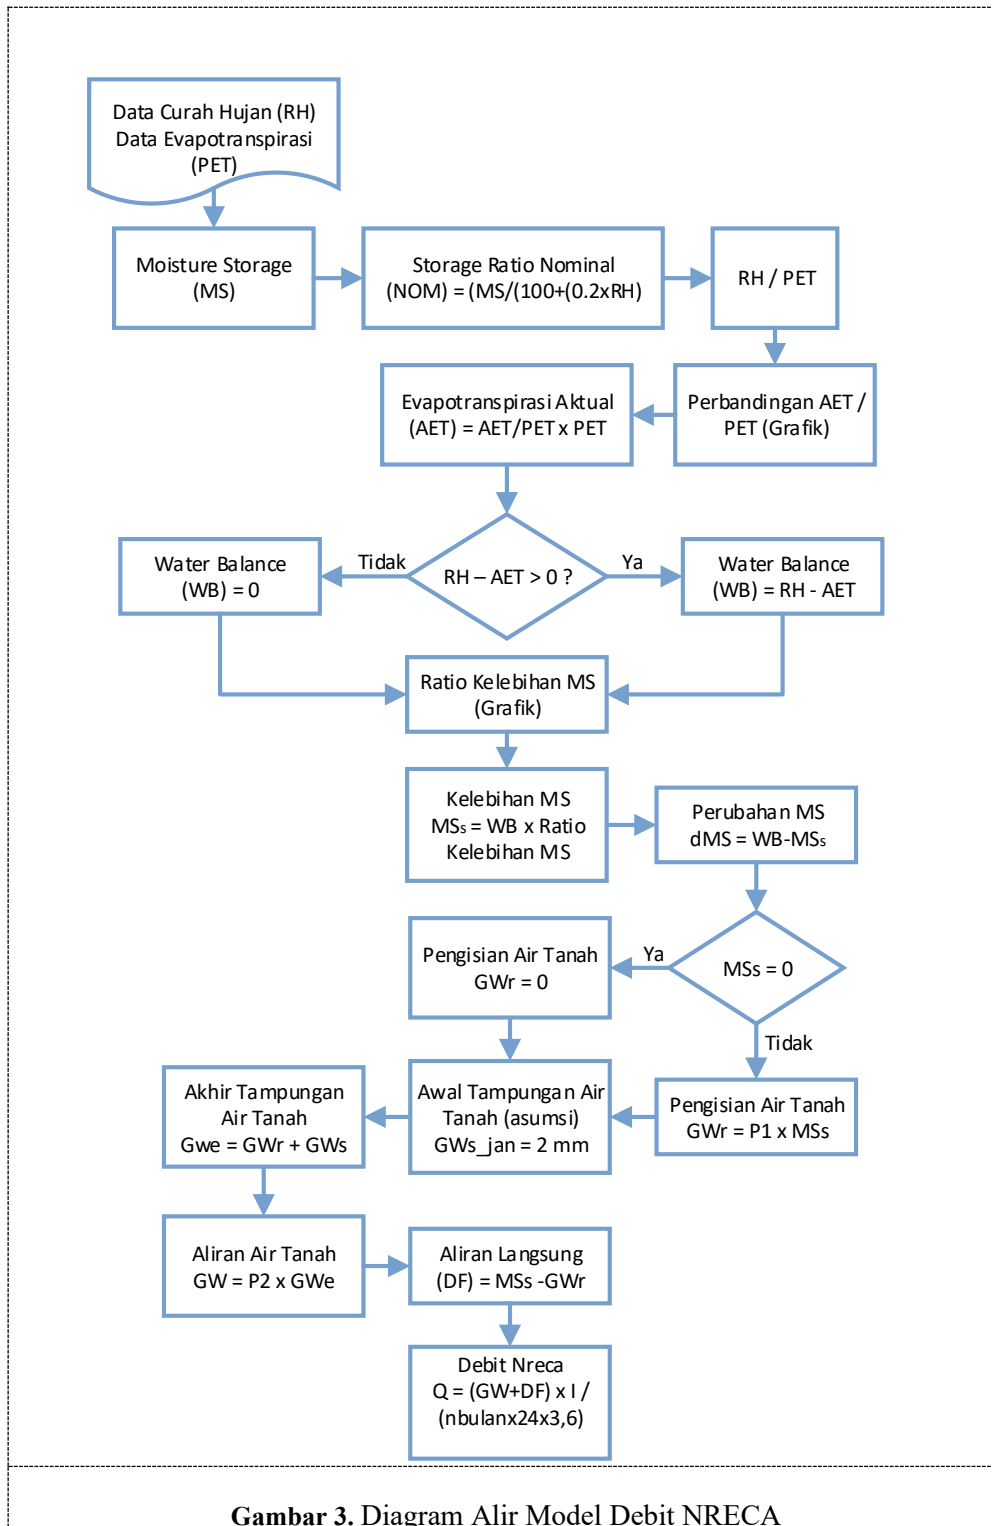 Data Curah Hujan (RH)
Data Evapotranspirasi
(PET)
Moisture Storage
(MS)
Storage Ratio Nominal
(NOM) = (MS/(100+(0.2xRH)
RH / PET
Evapotranspirasi Aktual
(AET) = AET/PET x PET
Perbandingan AET /
PET (Grafik)
Water Balance
(WB) = 0
Tidak
RH – AET > 0 ?
Ya
Water Balance
(WB) = RH - AET
Ratio Kelebihan MS
(Grafik)
Kelebihan MS
MSs = WB x Ratio
Kelebihan MS
Perubahan MS
dMS = WB-MSs
Pengisian Air Tanah
GWr = 0
Ya
MSs = 0
Tidak
Akhir Tampungan
Air Tanah
Gwe = GWr + GWs
Awal Tampungan Air
Tanah (asumsi)
GWs_jan = 2 mm
Pengisian Air Tanah
GWr = P1 x MSs
Aliran Air Tanah
GW = P2 x GWe
Aliran Langsung
(DF) = MSs -GWr
Debit Nreca
Q = (GW+DF) x I /
(nbulanx24x3,6)
Gambar 3. Diagram Alir Model Debit NRECA